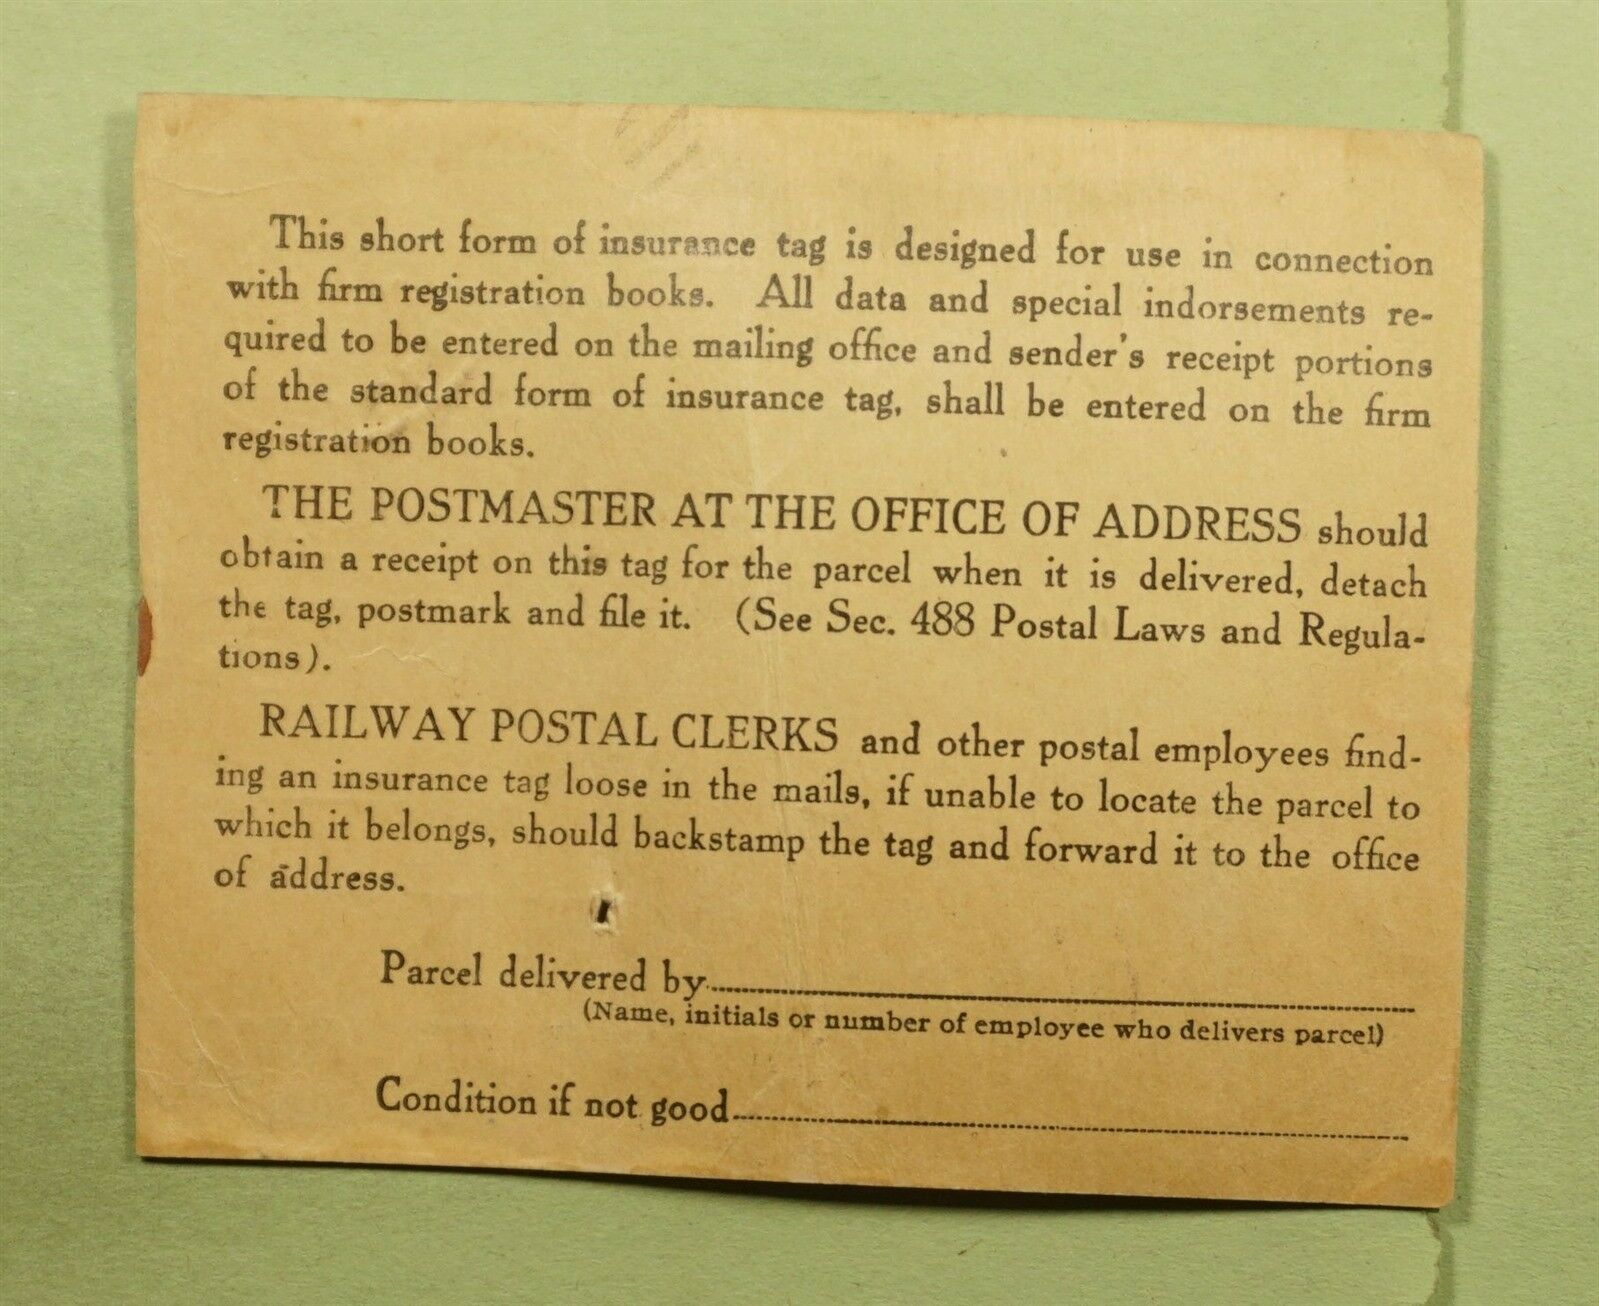 This short form of insurance tag is designed for use in connection
with firm registration books. All data and special indorsements re-
quired to be entered on the mailing office and sender's receipt portions
of the standard form of insurance tag, shall be entered on the firm
registration books.
THE POSTMASTER AT THE OFFICE OF ADDRESS should
obtain a receipt on this tag for the parcel when it is delivered, detach
the tag, postmark and file it. (See Sec. 488 Postal Laws and Regula-
tions).
RAILWAY POSTAL CLERKS and other postal employees find-
ing an insurance tag loose in the mails, if unable to locate the parcel to
which it belongs, should backstamp the tag and forward it to the office
of address.
Parcel delivered by
(Name, initials or number of employee who delivers parcel)
Condition if not good